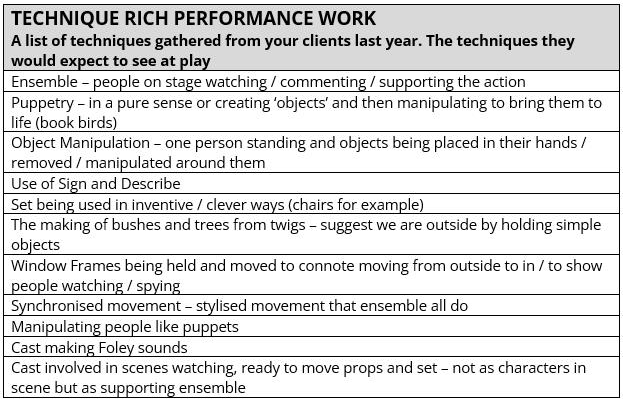 TECHNIQUE RICH PERFORMANCE WORK
A list of techniques gathered from your clients last year. The techniques they
would expect to see at play
Ensemble – people on stage watching / commenting / supporting the action
Puppetry – in a pure sense or creating ‘objects’ and then manipulating to bring them to
life (book birds)
Object Manipulation – one person standing and objects being placed in their hands /
removed / manipulated around them
Use of Sign and Describe
Set being used in inventive / clever ways (chairs for example)
The making of bushes and trees from twigs – suggest we are outside by holding simple
objects
Window Frames being held and moved to connote moving from outside to in / to show
people watching / spying
Synchronised movement – stylised movement that ensemble all do
Manipulating people like puppets
Cast making Foley sounds
Cast involved in scenes watching, ready to move props and set – not as characters in
scene but as supporting ensemble